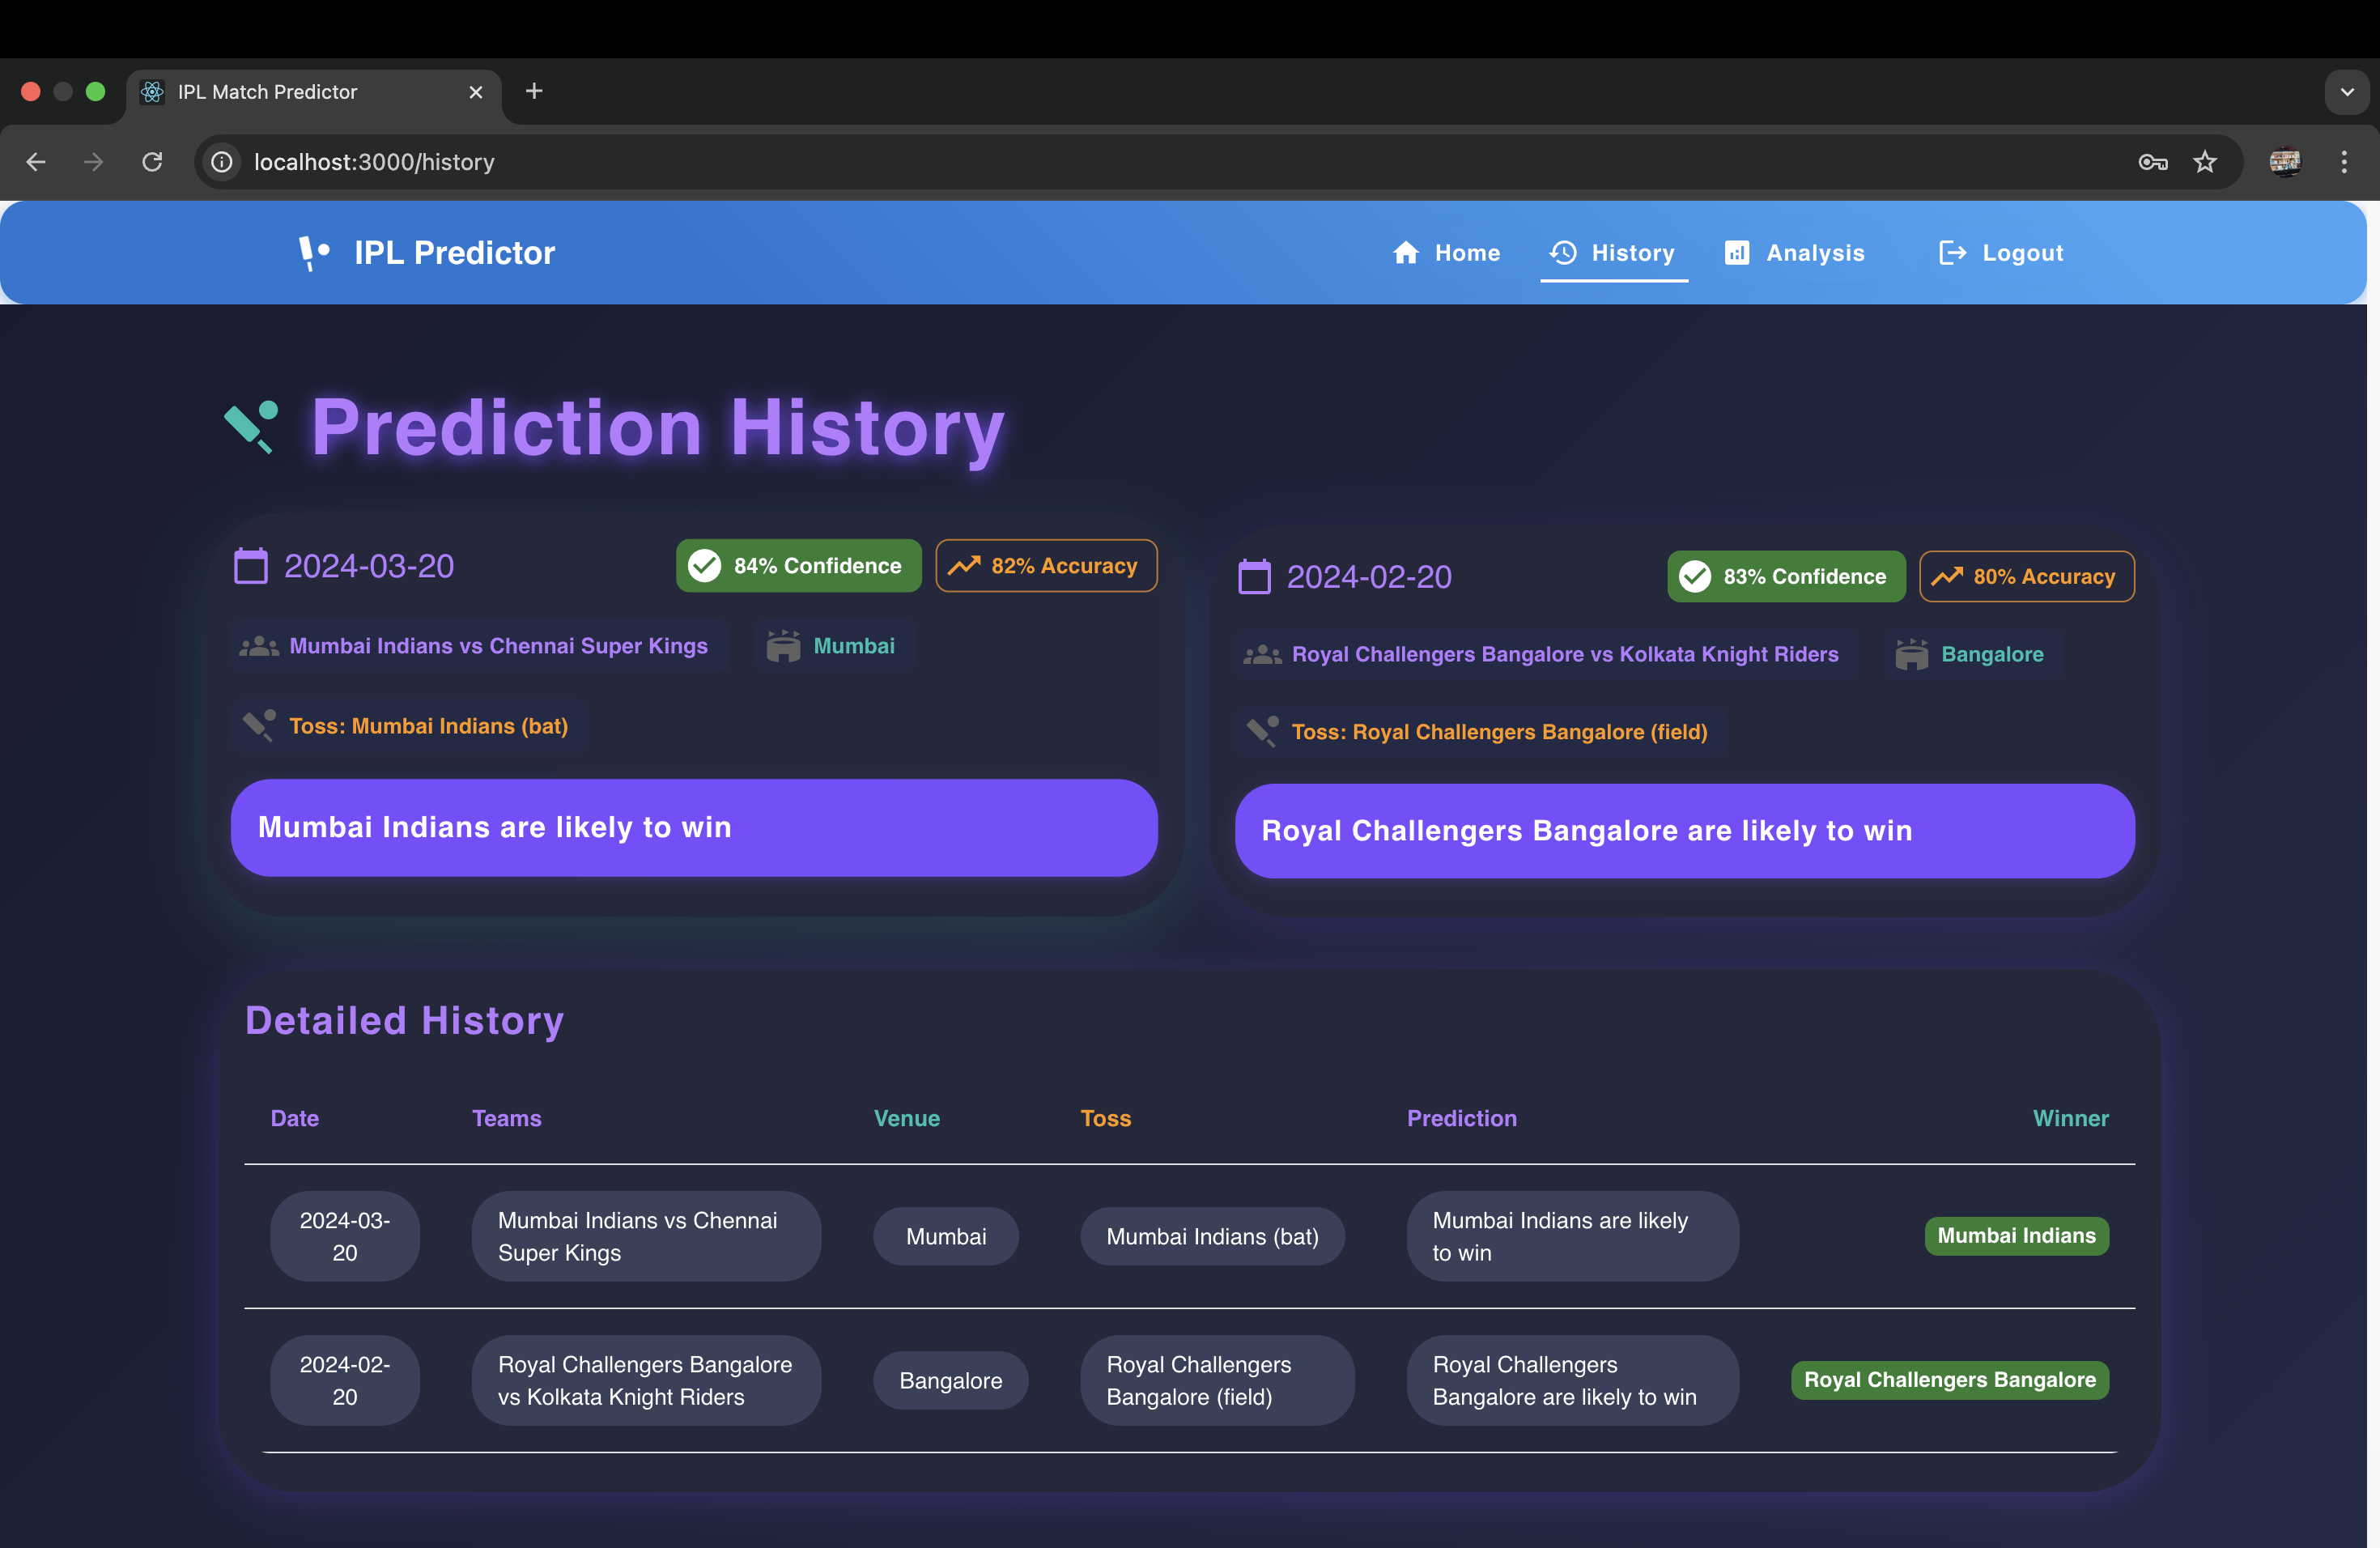 IPL Match Predictor
localhost:3000/history
IPL Predictor
Home
History
Analysis
Logout
Prediction History
2024-03-20
84% Confidence
82% Accuracy
Mumbai Indians vs Chennai Super Kings
Mumbai
Toss: Mumbai Indians (bat)
Mumbai Indians are likely to win
2024-02-20
83% Confidence
80% Accuracy
Royal Challengers Bangalore vs Kolkata Knight Riders
Bangalore
Toss: Royal Challengers Bangalore (field)
Royal Challengers Bangalore are likely to win
Detailed History
Date
Teams
Venue
Toss
Prediction
Winner
2024-03-
20
Mumbai Indians vs Chennai
Super Kings
Mumbai
Mumbai Indians (bat)
Mumbai Indians are likely
to win
Mumbai Indians
2024-02-
20
Royal Challengers Bangalore
vs Kolkata Knight Riders
Bangalore
Royal Challengers
Bangalore (field)
Royal Challengers
Bangalore are likely to win
Royal Challengers Bangalore